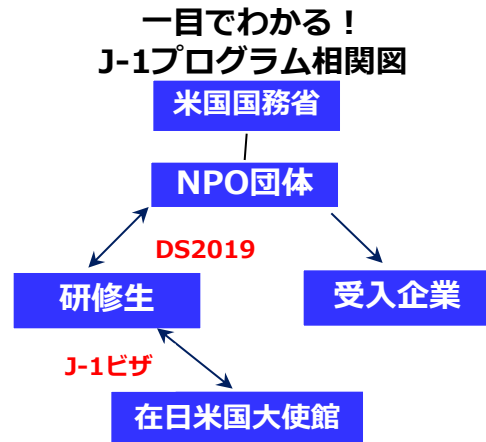 一目でわかる！
J-1プログラム相関図
米国国務省
NPO団体
DS2019
研修生
受入企業
J-1ビザ
在日米国大使館